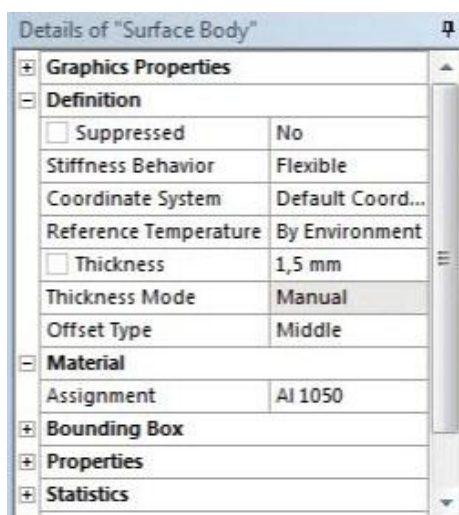 Details of "Surface Body"
Graphics Properties
Definition
Suppressed No
Stiffness Behavior Flexible
Coordinate System Default Coord...
Reference Temperature By Environment
Thickness 1,5 mm
Thickness Mode Manual
Offset Type Middle
Material
Assignment Al 1050
Bounding Box
Properties
Statistics